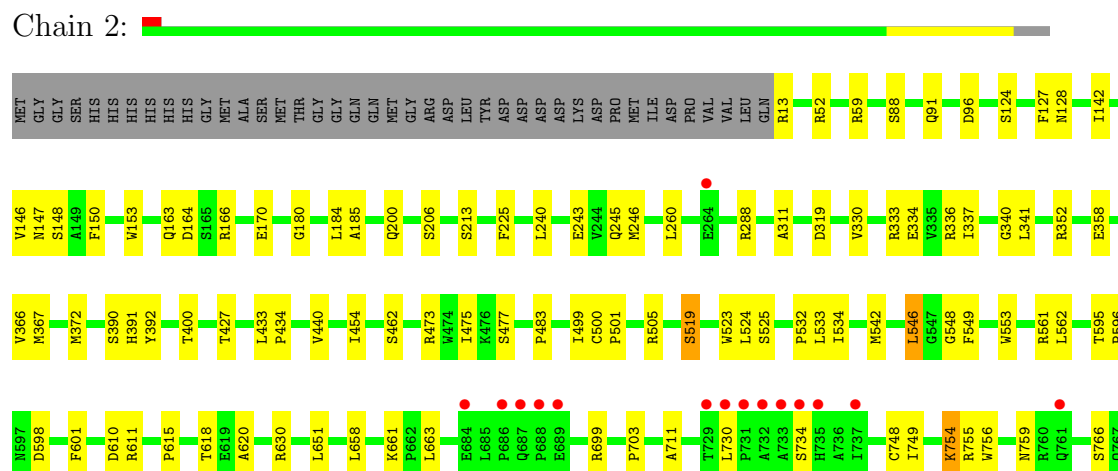 Chain 2:
MET GLY GLY SER HIS HIS HIS HIS HIS HIS GLY MET ALA SER MET THR GLY GLY GLN GLN MET GLY ARG ASP LEU TYR ASP ASP ASP ASP LYS ASP PRO MET ILE ASP PRO VAL VAL LEU GLN R13 R52 R59 S88 Q91 D96 S124 F127 N128 I142
V146 N147 S148 A149 F150 W153 Q163 D164 S165 R166 E170 G180 L184 A185 Q200 S206 S213 F225 L240 E243 V244 Q245 M246 L260 E264 R288 A311 D319 V330 R333 E334 V335 R336 I337 G340 L341 R352 E358
V366 M367 M372 S390 H391 Y392 T400 T427 L433 P434 V440 I454 S462 R473 W474 I475 K476 S477 P483 I499 C500 P501 R505 S519 W523 L524 S525 P532 L533 I534 M542 L546 G547 G548 F549 W553 R561 L562 T595
N597 D598 F601 D610 R611 P615 T618 E619 A620 R630 L651 L658 K661 P662 L663 E684 L685 P686 Q687 P688 E689 R699 P703 A711 T729 L730 P731 A732 A733 S734 H735 A736 I737 C748 I749 K754 R755 W756 N759 R760 Q761 S766